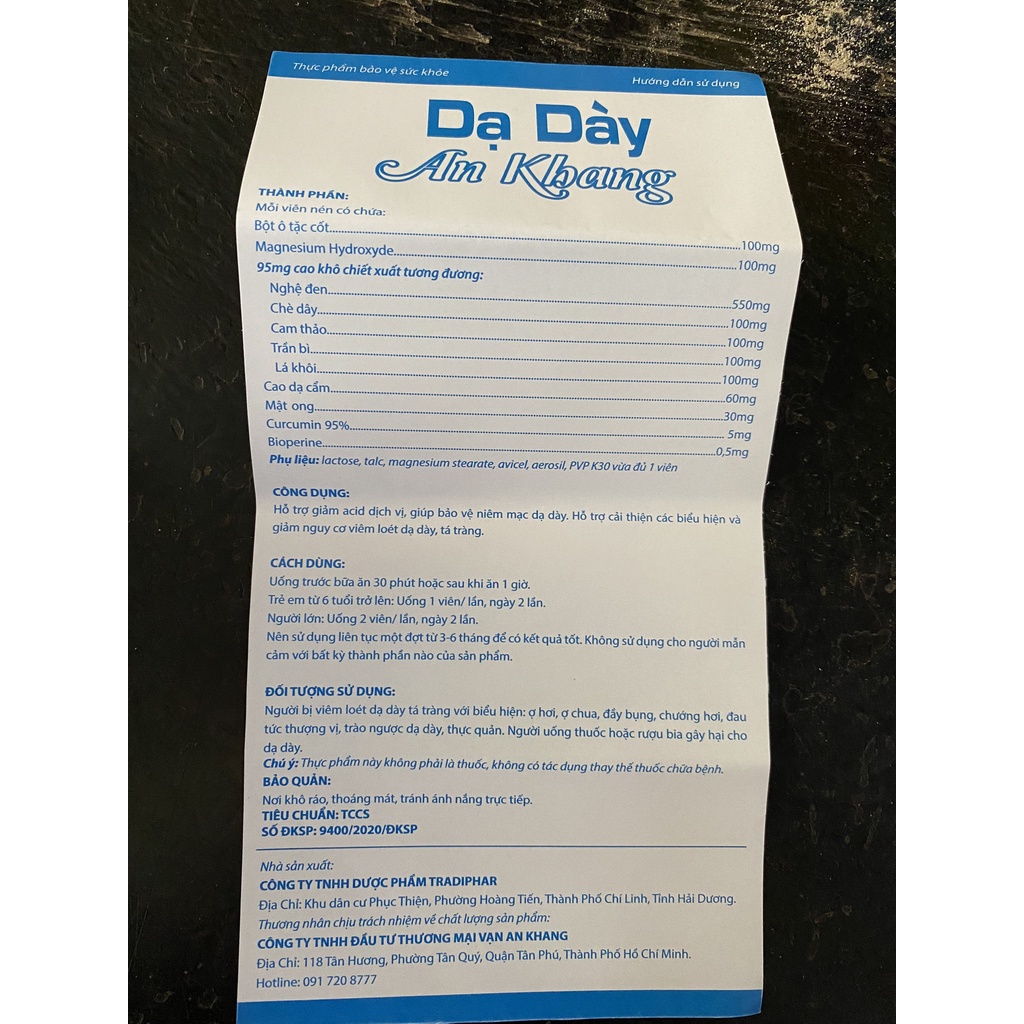 Thực phẩm bảo vệ sức khỏe
Hướng dẫn sử dụng
Dạ Dày
An Khang
THÀNH PHẦN:
Mỗi viên nén có chứa:
Bột ô tặc cốt...100mg
Magnesium Hydroxyde...100mg
95mg cao khô chiết xuất tương đương:
Nghệ đen...550mg
Chè dây...100mg
Cam thảo...100mg
Trần bì...100mg
Lá khôi...100mg
Cao dạ cẩm...60mg
Mật ong...30mg
Curcumin 95%... 5mg
Bioperine...0,5mg
Phụ liệu: lactose, talc, magnesium stearate, avicel, aerosil, PVP K30 vừa đủ 1 viên
CÔNG DỤNG:
Hỗ trợ giảm acid dịch vị, giúp bảo vệ niêm mạc dạ dày. Hỗ trợ cải thiện các biểu hiện và
giảm nguy cơ viêm loét dạ dày, tá tràng.
CÁCH DÙNG:
Uống trước bữa ăn 30 phút hoặc sau khi ăn 1 giờ.
Trẻ em từ 6 tuổi trở lên: Uống 1 viên/ lần, ngày 2 lần.
Người lớn: Uống 2 viên/ lần, ngày 2 lần.
Nên sử dụng liên tục một đợt từ 3-6 tháng để có kết quả tốt. Không sử dụng cho người mẫn
cảm với bất kỳ thành phần nào của sản phẩm.
ĐỐI TƯỢNG SỬ DỤNG:
Người bị viêm loét dạ dày tá tràng với biểu hiện: ợ hơi, ợ chua, đầy bụng, chướng hơi, đau
tức thượng vị, trào ngược dạ dày, thực quản. Người uống thuốc hoặc rượu bia gây hại cho
dạ dày.
Chú ý: Thực phẩm này không phải là thuốc, không có tác dụng thay thế thuốc chữa bệnh.
BẢO QUẢN:
Nơi khô ráo, thoáng mát, tránh ánh nắng trực tiếp.
TIÊU CHUẨN: TCCS
SỐ ĐKSP: 9400/2020/ĐKSP
Nhà sản xuất:
CÔNG TY TNHH DƯỢC PHẨM TRADIPHAR
Địa Chỉ: Khu dân cư Phục Thiện, Phường Hoàng Tiến, Thành Phố Chí Linh, Tỉnh Hải Dương.
Thương nhân chịu trách nhiệm về chất lượng sản phẩm:
CÔNG TY TNHH ĐẦU TƯ THƯƠNG MẠI VẠN AN KHANG
Địa Chỉ: 118 Tân Hương, Phường Tân Quý, Quận Tân Phú, Thành Phố Hồ Chí Minh.
Hotline: 091 720 8777